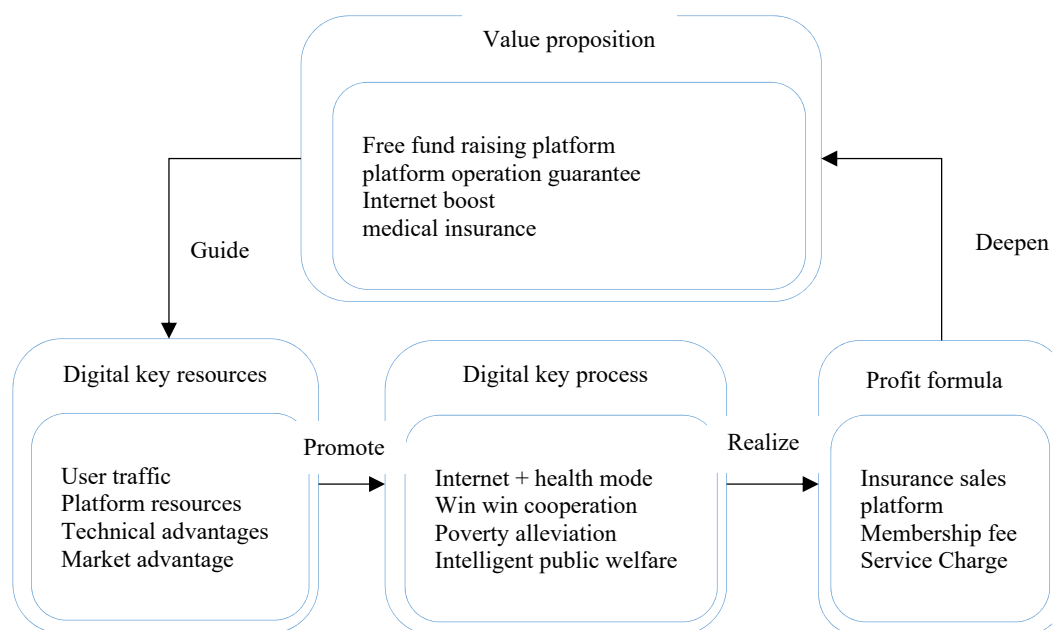 Value proposition
Free fund raising platform
platform operation guarantee
Internet boost
medical insurance
Guide
Deepen
Digital key resources
User traffic
Platform resources
Technical advantages
Market advantage
Promote
Digital key process
Internet + health mode
Win win cooperation
Poverty alleviation
Intelligent public welfare
Realize
Profit formula
Insurance sales
platform
Membership fee
Service Charge